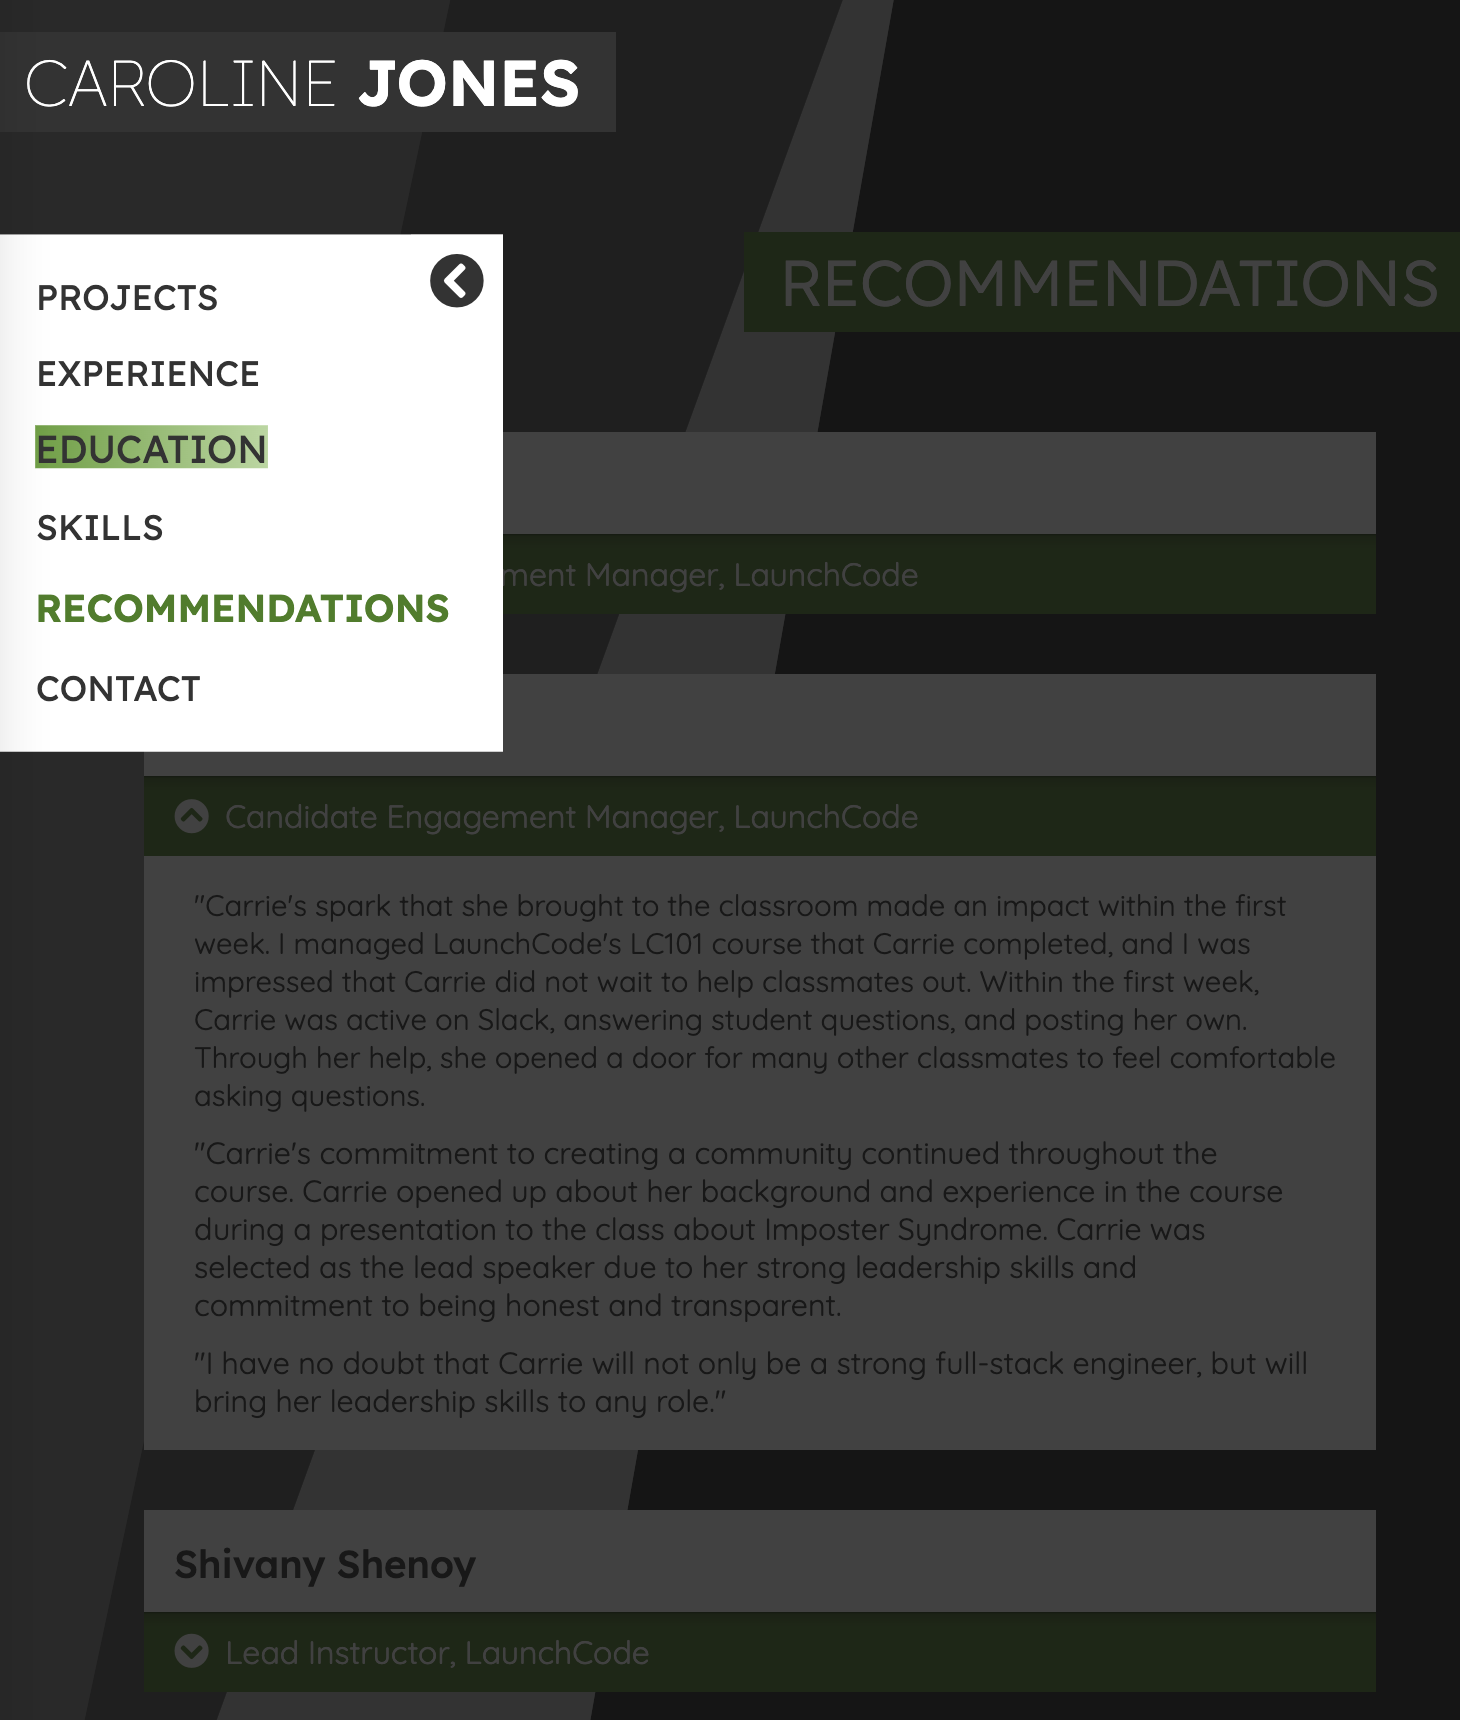 CAROLINE JONES
PROJECTS
EXPERIENCE
EDUCATION
SKILLS
RECOMMENDATIONS
CONTACT
RECOMMENDATIONS
Manager, LaunchCode
Candidate Engagement Manager, LaunchCode
"Carrie's spark that she brought to the classroom made an impact within the first
week. I managed LaunchCode's LC101 course that Carrie completed, and I was
impressed that Carrie did not wait to help classmates out. Within the first week,
Carrie was active on Slack, answering student questions, and posting her own.
Through her help, she opened a door for many other classmates to feel comfortable
asking questions.
"Carrie's commitment to creating a community continued throughout the
course. Carrie opened up about her background and experience in the course
during a presentation to the class about Imposter Syndrome. Carrie was
selected as the lead speaker due to her strong leadership skills and
commitment to being honest and transparent.
"I have no doubt that Carrie will not only be a strong full-stack engineer, but will
bring her leadership skills to any role."
Shivany Shenoy
Lead Instructor, LaunchCode